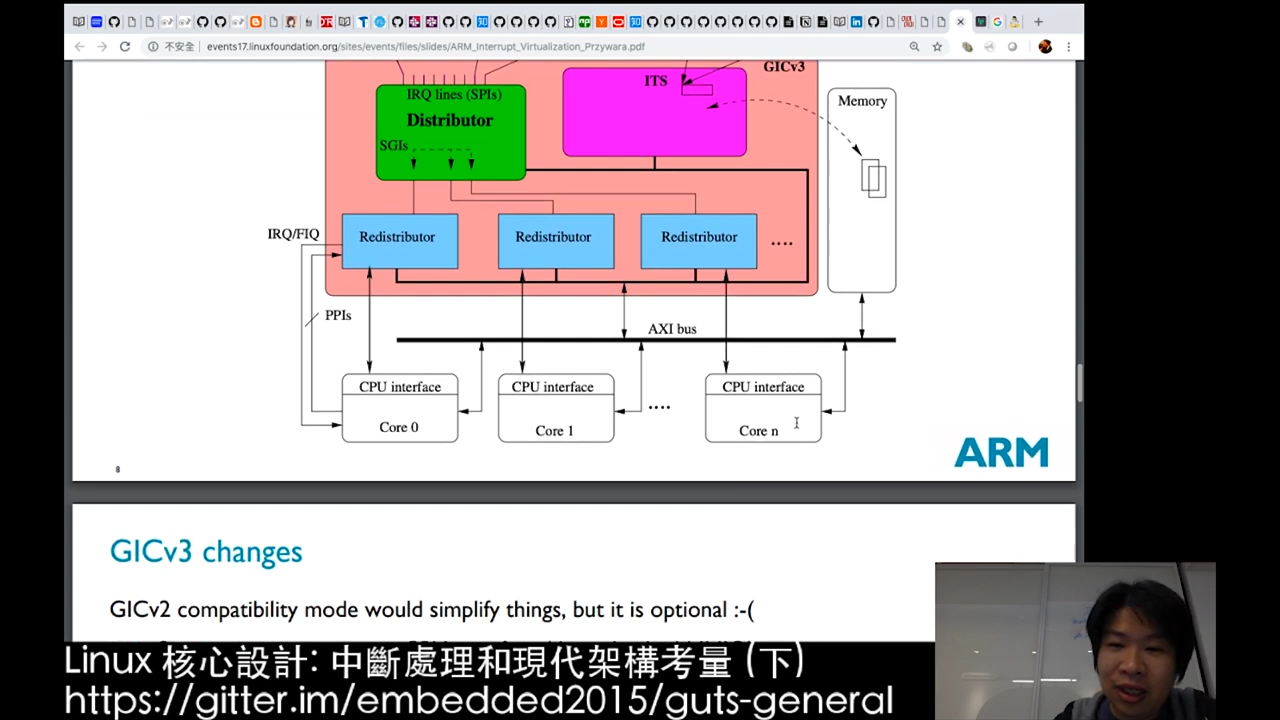 不安全
events17.linuxfoundation.org/sites/events/files/slides/ARM_Interrupt_Virtualization_Przywara.pdf
GICv3
ITS
IRQ lines (SPIs)
Distributor
SGIs
Memory
IRQ/FIQ
Redistributor
Redistributor
Redistributor
....
PPIs
AXI bus
CPU interface
CPU interface
CPU interface
Core 0
Core 1
....
Core n
ARM
8
GICv3 changes
GICv2 compatibility mode would simplify things, but it is optional :-(
Linux 核心設計: 中斷處理和現代架構考量 (下)
https://gitter.im/embedded2015/guts-general